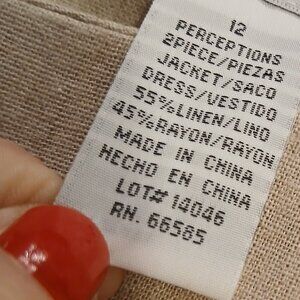 12
PERCEPTIONS
2PIECE/PIEZAS
JACKET/SACO
DRESS/VESTIDO
55%LINEN/LINO
45%RAYON/RAYON
MADE IN CHINA
HECHO EN CHINA
LOT# 14046
RN. 66585